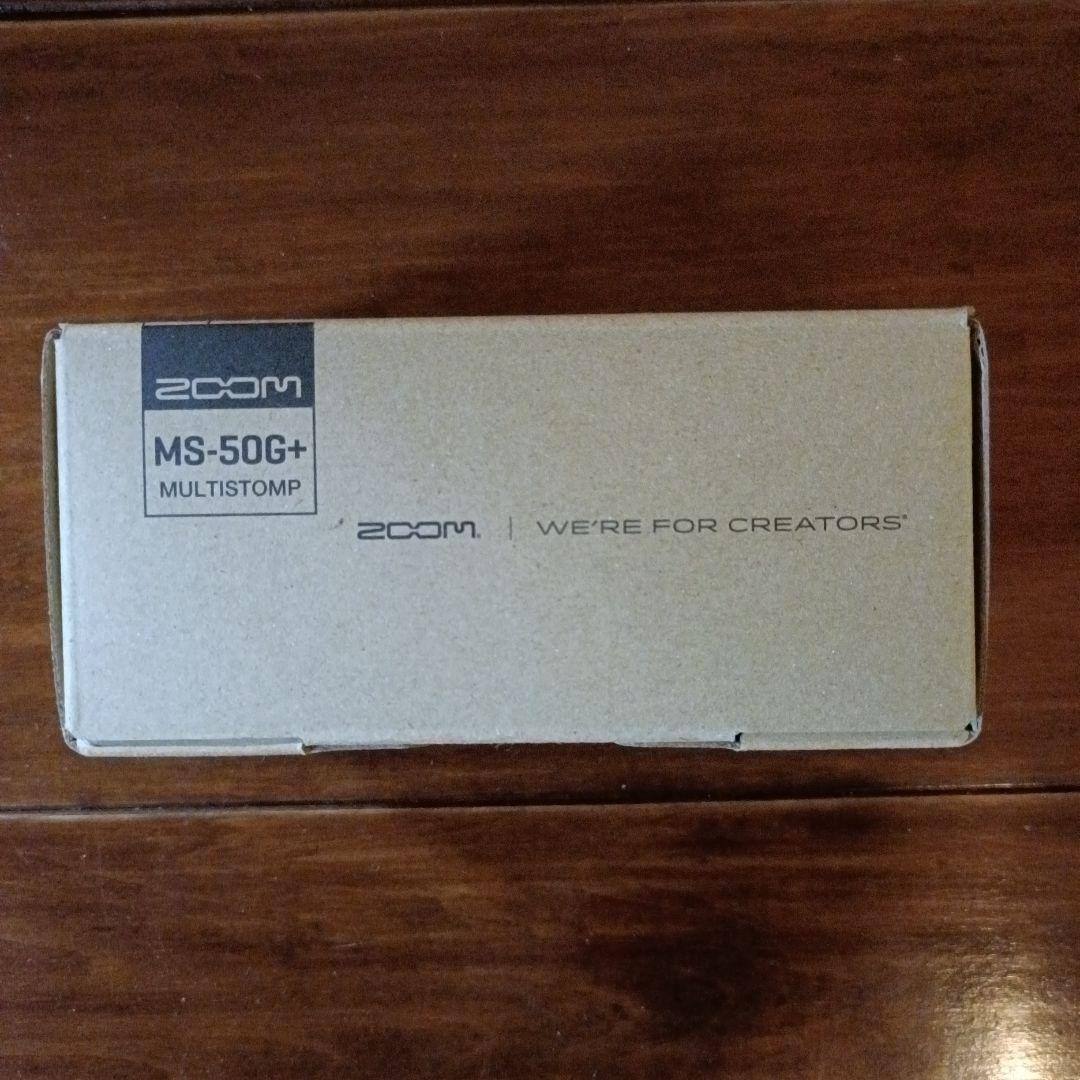 ZOOM
MS-50G+
MULTISTOMP
ZOOM® | WE'RE FOR CREATORS®